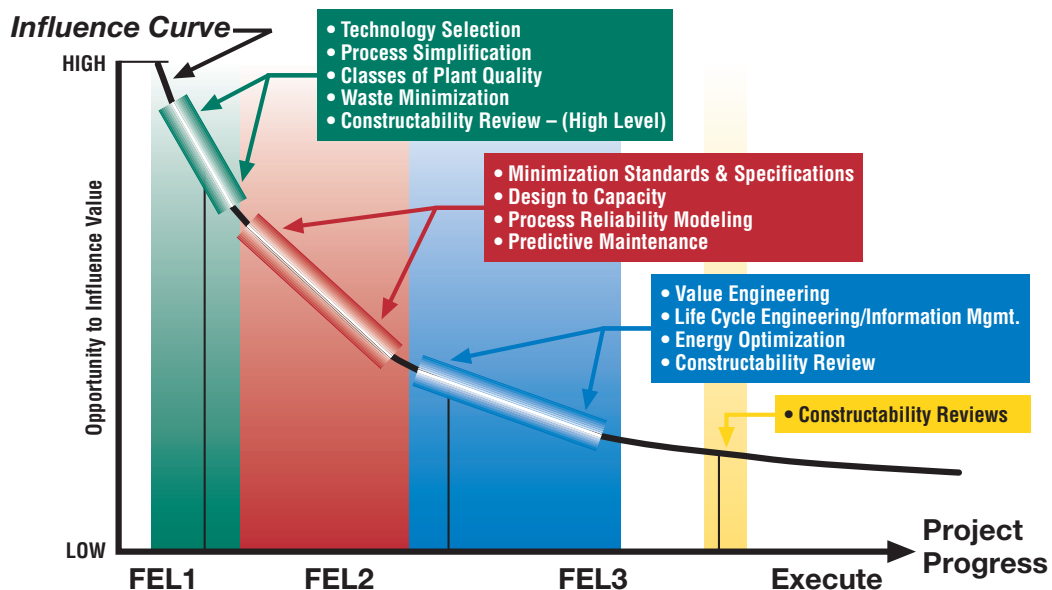 Influence Curve
HIGH
• Technology Selection
• Process Simplification
• Classes of Plant Quality
• Waste Minimization
• Constructability Review – (High Level)
• Minimization Standards & Specifications
• Design to Capacity
• Process Reliability Modeling
• Predictive Maintenance
Opportunity to Influence Value
• Value Engineering
• Life Cycle Engineering/Information Mgmt.
• Energy Optimization
• Constructability Review
• Constructability Reviews
LOW
Project
Progress
FEL1
FEL2
FEL3
Execute